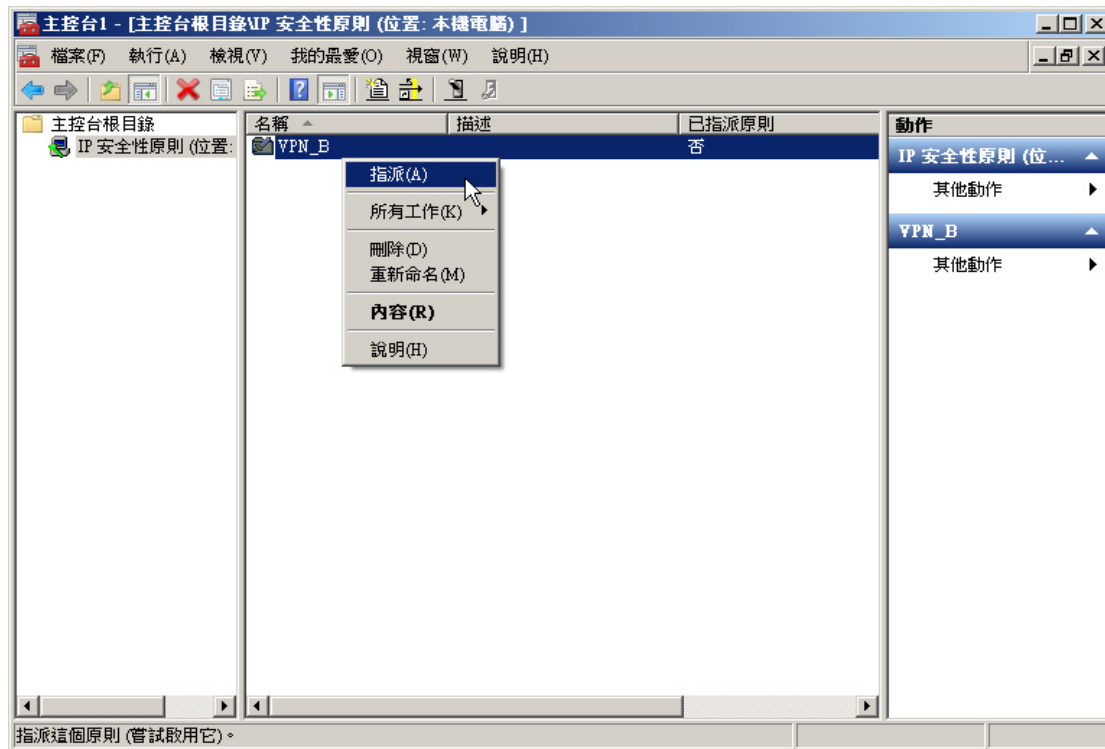 主控台1 - [主控台根目錄\IP 安全性原則 (位置: 本機電腦) ]
檔案(F) 執行(A) 檢視(V) 我的最愛(O) 視窗(W) 說明(H)
主控台根目錄
IP 安全性原則 (位置:
名稱 描述 已指派原則
VPN_B 否
指派(A)
所有工作(K)
刪除(D)
重新命名(M)
內容(R)
說明(H)
動作
IP 安全性原則 (位...
其他動作
VPN_B
其他動作
指派這個原則 (嘗試啟用它)。